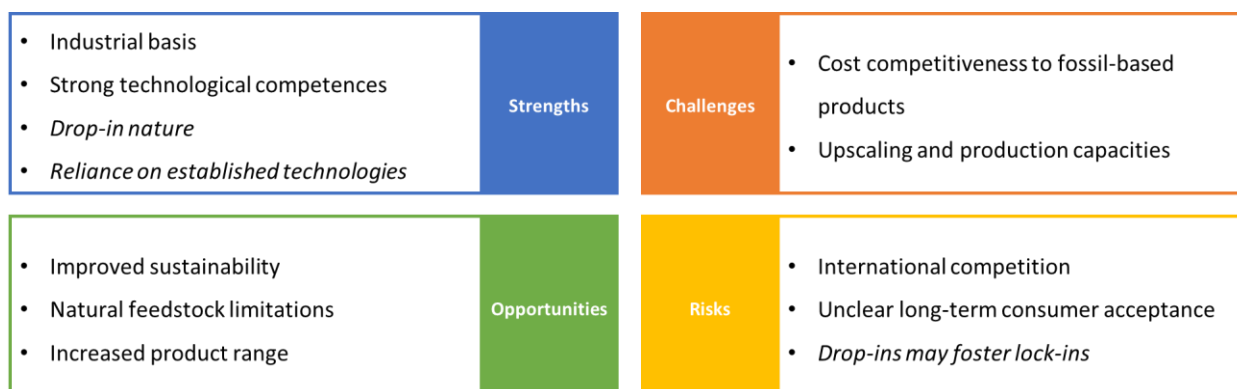 • Industrial basis
• Strong technological competences
• Drop-in nature
• Reliance on established technologies
Strengths
Challenges
• Cost competitiveness to fossil-based
products
• Upscaling and production capacities
• Improved sustainability
• Natural feedstock limitations
• Increased product range
Opportunities
Risks
• International competition
• Unclear long-term consumer acceptance
• Drop-ins may foster lock-ins